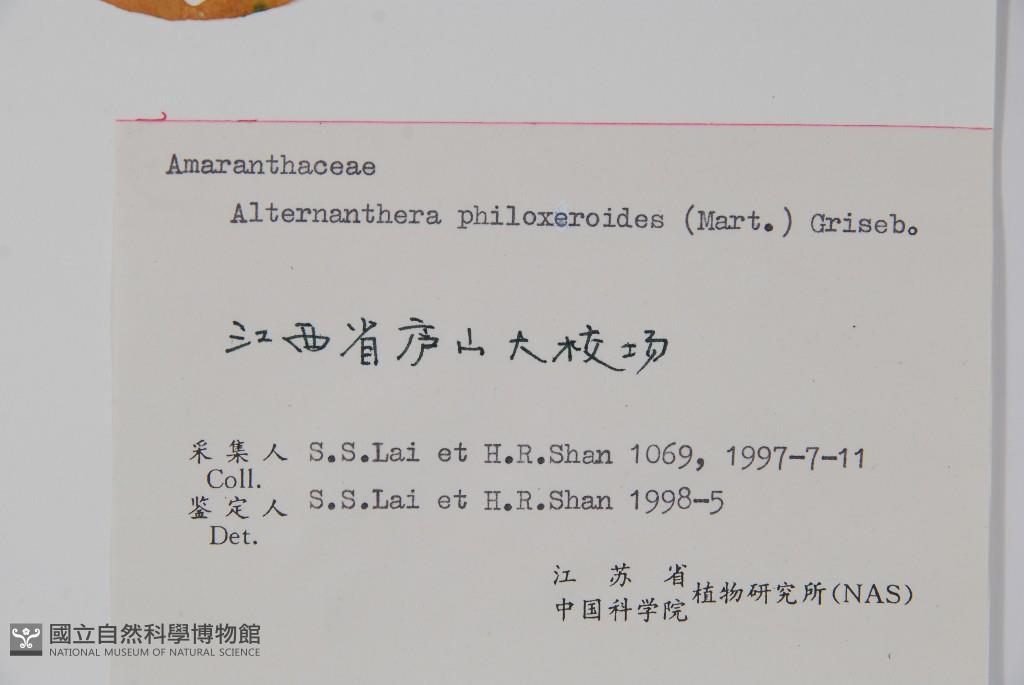 Amaranthaceae
Alternanthera philoxeroides (Mart.) Griseb.
江西省庐山大校场
采集人 S.S.Lai et H.R.Shan 1069, 1997-7-11
Coll.
鉴定人 S.S.Lai et H.R.Shan 1998-5
Det.
江苏省
中国科学院 植物研究所(NAS)
國立自然科學博物館
NATIONAL MUSEUM OF NATURAL SCIENCE